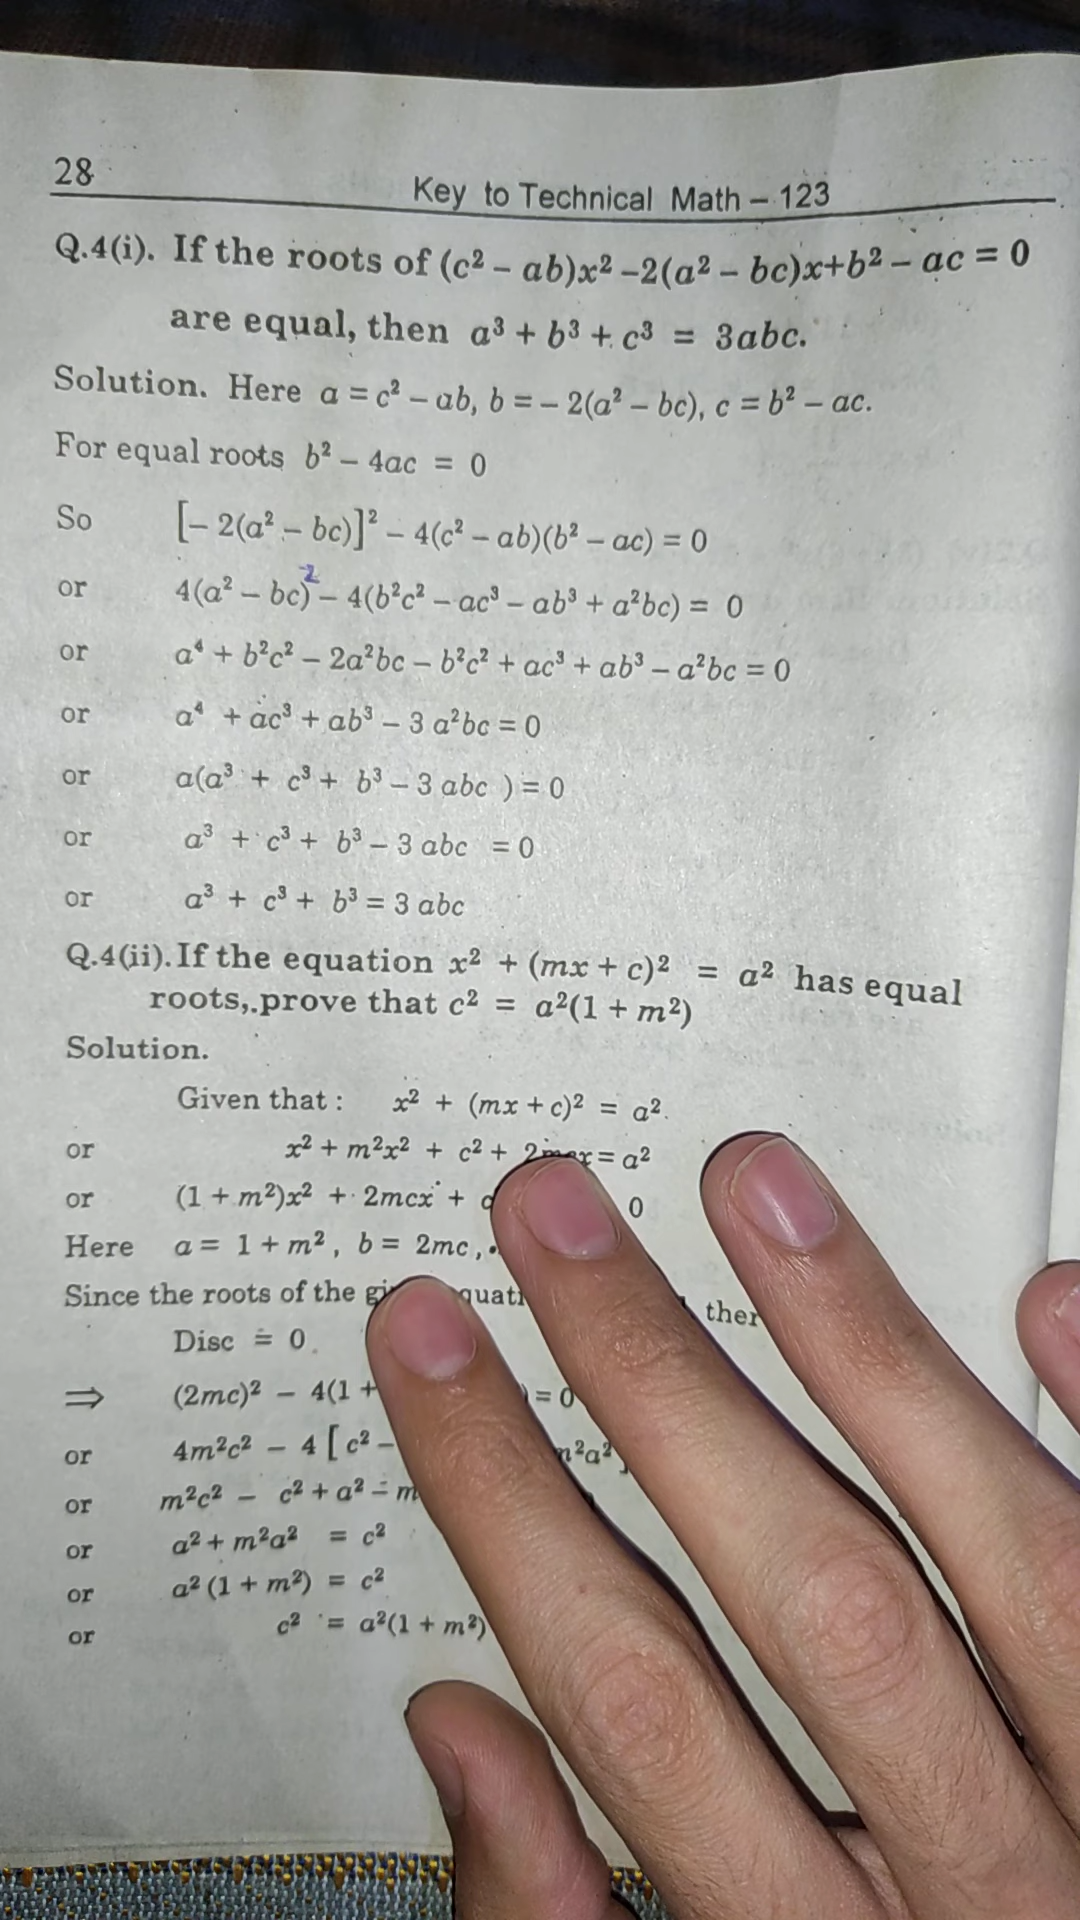 28
Key to Technical Math – 123
Q.4(i). If the roots of (c² – ab)x² –2(a² – bc)x+b² – ac = 0
are equal, then a³ + b³ + c³ = 3abc.
Solution. Here a = c² – ab, b = – 2(a² – bc), c = b² – ac.
For equal roots b² – 4ac = 0
So [– 2(a² – bc)]² – 4(c² – ab)(b² – ac) = 0
or 4(a² – bc)² – 4(b²c² – ac³ – ab³ + a²bc) = 0
or a⁴ + b²c² – 2a²bc – b²c² + ac³ + ab³ – a²bc = 0
or a⁴ + ac³ + ab³ – 3 a²bc = 0
or a(a³ + c³ + b³ – 3 abc ) = 0
or a³ + c³ + b³ – 3 abc = 0
or a³ + c³ + b³ = 3 abc
Q.4(ii). If the equation x² + (mx + c)² = a² has equal
roots, prove that c² = a²(1 + m²)
Solution.
Given that : x² + (mx + c)² = a².
or x² + m²x² + c² + = a²
or (1 + m²)x² + 2mcx + 0
Here a = 1 + m² , b = 2mc ,
Since the roots of the
Disc = 0
⇒ (2mc)² – 4(1 + ) = 0
or 4m²c² – 4 [ c² – ²a²
or m²c² – c² + a² –
or a² + m²a² = c²
or a² (1 + m²) = c²
or c² = a²(1 + m²)